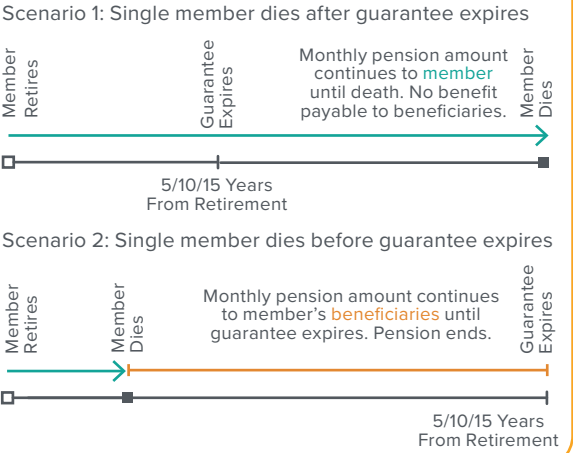 Scenario 1: Single member dies after guarantee expires
Member
Retires
Guarantee
Expires
Monthly pension amount
continues to member
until death. No benefit
payable to beneficiaries.
Member
Dies
5/10/15 Years
From Retirement
Scenario 2: Single member dies before guarantee expires
Member
Retires
Member
Dies
Monthly pension amount continues
to member’s beneficiaries until
guarantee expires. Pension ends.
Guarantee
Expires
5/10/15 Years
From Retirement